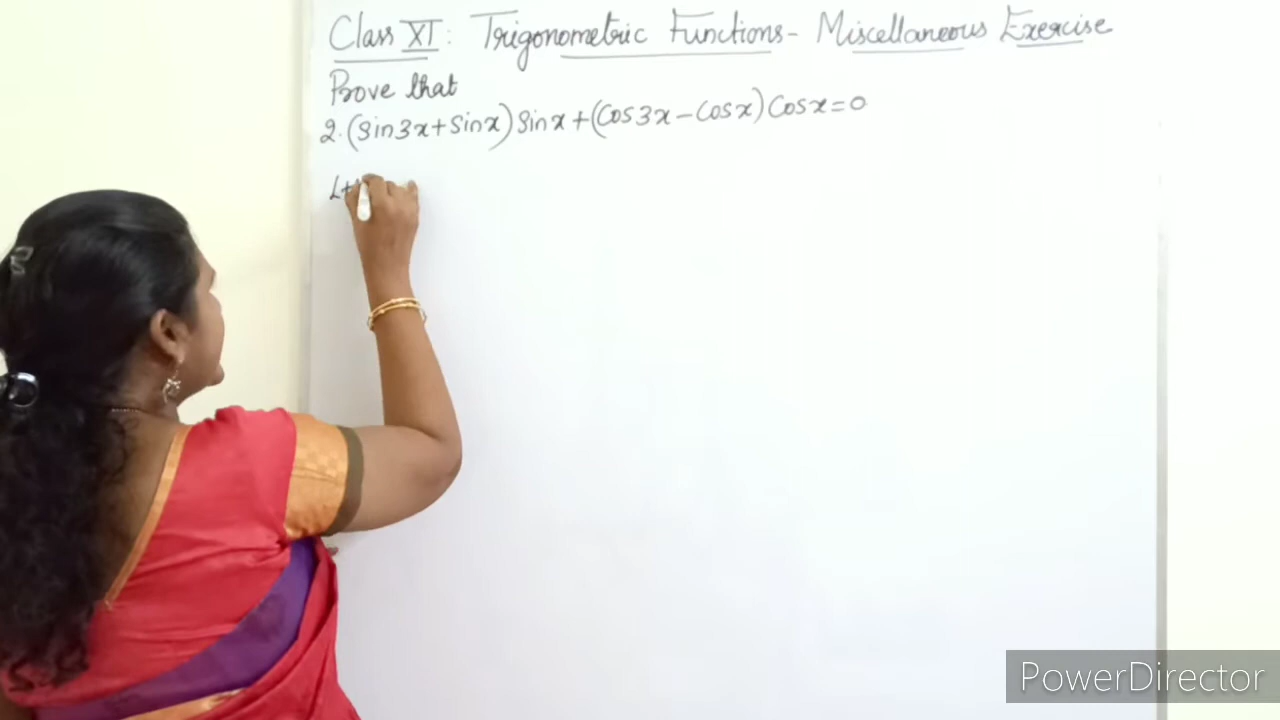 Class XI: Trigonometric Functions- Miscellaneous Exercise
Prove that
2. (Sin3x+Sinx) Sinx + (Cos3x - Cosx) Cosx = 0
PowerDirector